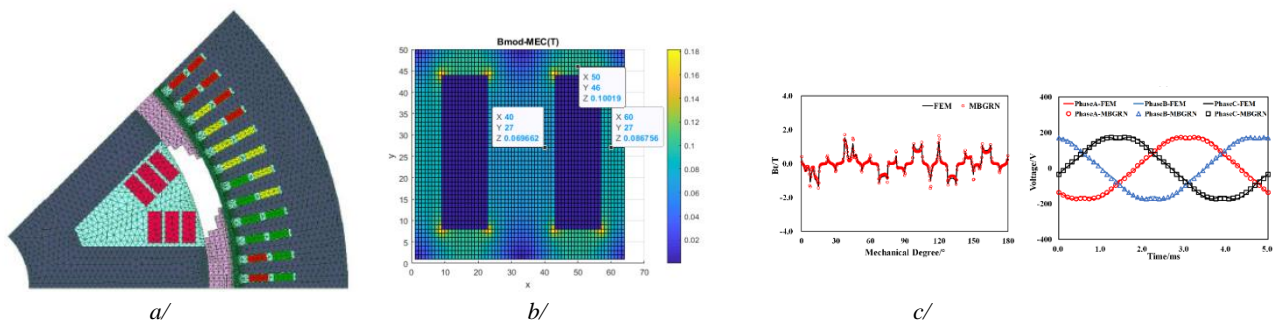 Bmod-MEC(T)
50
45
40
35
30
25
20
15
10
5
0
y
0 10 20 30 40 50 60 70
x
X 50
Y 46
Z 0.10019
X 40
Y 27
Z 0.069662
X 60
Y 27
Z 0.086756
0.18
0.16
0.14
0.12
0.1
0.08
0.06
0.04
0.02
FEM MBGRN
4.0
2.0
0.0
-2.0
-4.0
Bt/T
0 30 60 90 120 150 180
Mechanical Degree/°
PhaseA-FEM PhaseB-FEM PhaseC-FEM
PhaseA-MBGRN PhaseB-MBGRN PhaseC-MBGRN
400
200
0
-200
-400
Voltage/V
0.0 1.0 2.0 3.0 4.0 5.0
Time/ms
a/ b/ c/